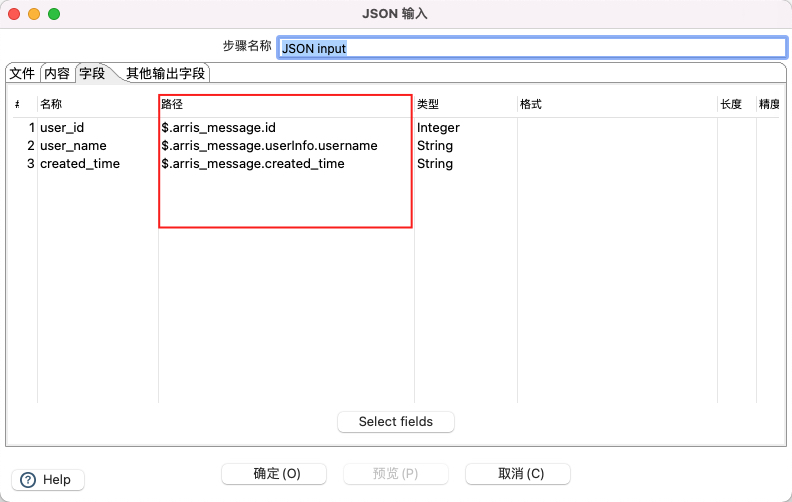 JSON 输入
步骤名称 JSON input
文件 内容 字段 其他输出字段
# 名称 路径 类型 格式 长度 精度
1 user_id $.arris_message.id Integer
2 user_name $.arris_message.userInfo.username String
3 created_time $.arris_message.created_time String
Select fields
? Help 确定(O) 预览(P) 取消(C)